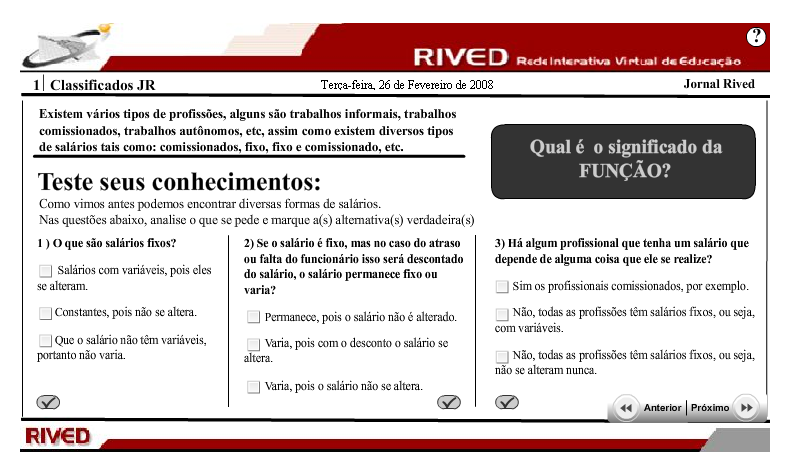 ?
RIVED Rede Interativa Virtual de Educação
1 Classificados JR
Terça-feira, 26 de Fevereiro de 2008
Jornal Rived
Existem vários tipos de profissões, alguns são trabalhos informais, trabalhos
comissionados, trabalhos autônomos, etc, assim como existem diversos tipos
de salários tais como: comissionados, fixo, fixo e comissionado, etc.
Qual é o significado da
FUNÇÃO?
Teste seus conhecimentos:
Como vimos antes podemos encontrar diversas formas de salários.
Nas questões abaixo, analise o que se pede e marque a(s) alternativa(s) verdadeira(s)
1 ) O que são salários fixos?
Salários com variáveis, pois eles
se alteram.
Constantes, pois não se altera.
Que o salário não têm variáveis,
portanto não varia.
2) Se o salário é fixo, mas no caso do atraso
ou falta do funcionário isso será descontado
do salário, o salário permanece fixo ou
varia?
Permanece, pois o salário não é alterado.
Varia, pois com o desconto o salário se
altera.
Varia, pois o salário não se altera.
3) Há algum profissional que tenha um salário que
depende de alguma coisa que ele se realize?
Sim os profissionais comissionados, por exemplo.
Não, todas as profissões têm salários fixos, ou seja,
com variáveis.
Não, todas as profissões têm salários fixos, ou seja,
não se alteram nunca.
Anterior Próximo
RIVED